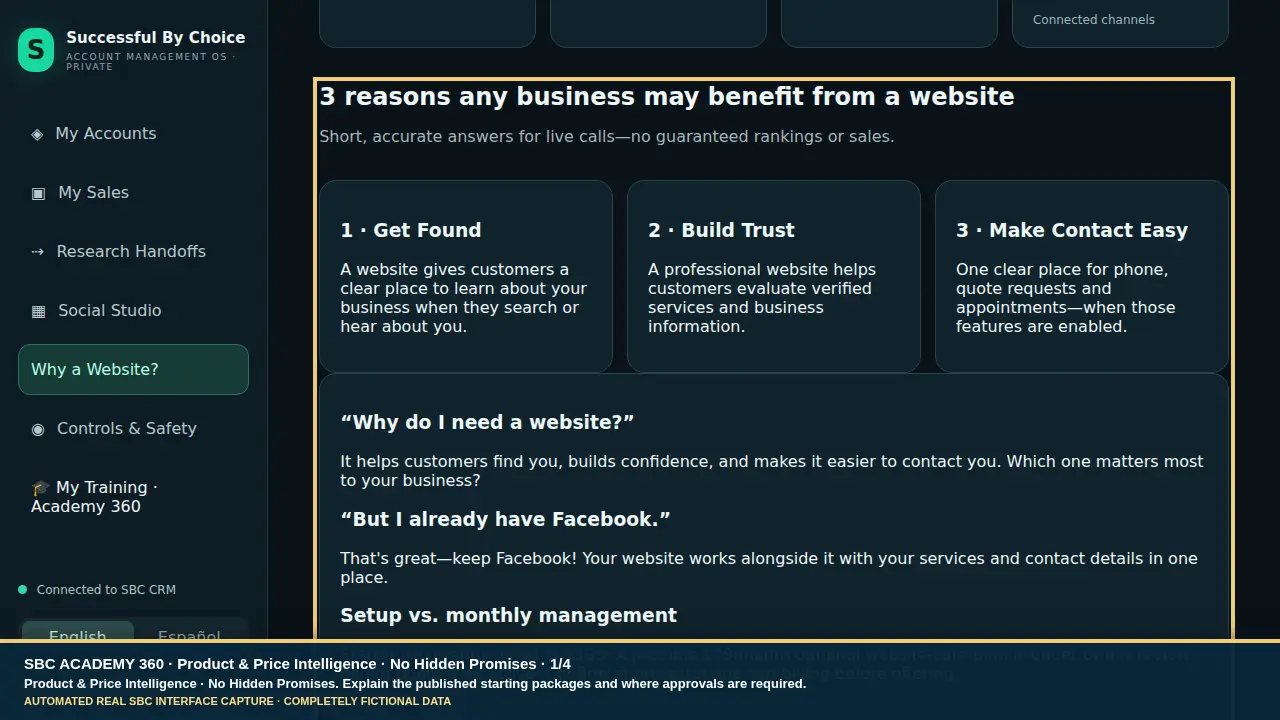 S
Successful By Choice
ACCOUNT MANAGEMENT OS ·
PRIVATE
◈ My Accounts
▣ My Sales
⇢ Research Handoffs
▦ Social Studio
Why a Website?
◉ Controls & Safety
🎓 My Training ·
Academy 360
Connected to SBC CRM
English Español
Connected channels
3 reasons any business may benefit from a website
Short, accurate answers for live calls—no guaranteed rankings or sales.
1 · Get Found
A website gives customers a
clear place to learn about your
business when they search or
hear about you.
2 · Build Trust
A professional website helps
customers evaluate verified
services and business
information.
3 · Make Contact Easy
One clear place for phone,
quote requests and
appointments—when those
features are enabled.
“Why do I need a website?”
It helps customers find you, builds confidence, and makes it easier to contact you. Which one matters most
to your business?
“But I already have Facebook.”
That's great—keep Facebook! Your website works alongside it with your services and contact details in one
place.
Setup vs. monthly management
SBC ACADEMY 360 · Product & Price Intelligence · No Hidden Promises · 1/4
Product & Price Intelligence · No Hidden Promises. Explain the published starting packages and where approvals are required.
AUTOMATED REAL SBC INTERFACE CAPTURE · COMPLETELY FICTIONAL DATA